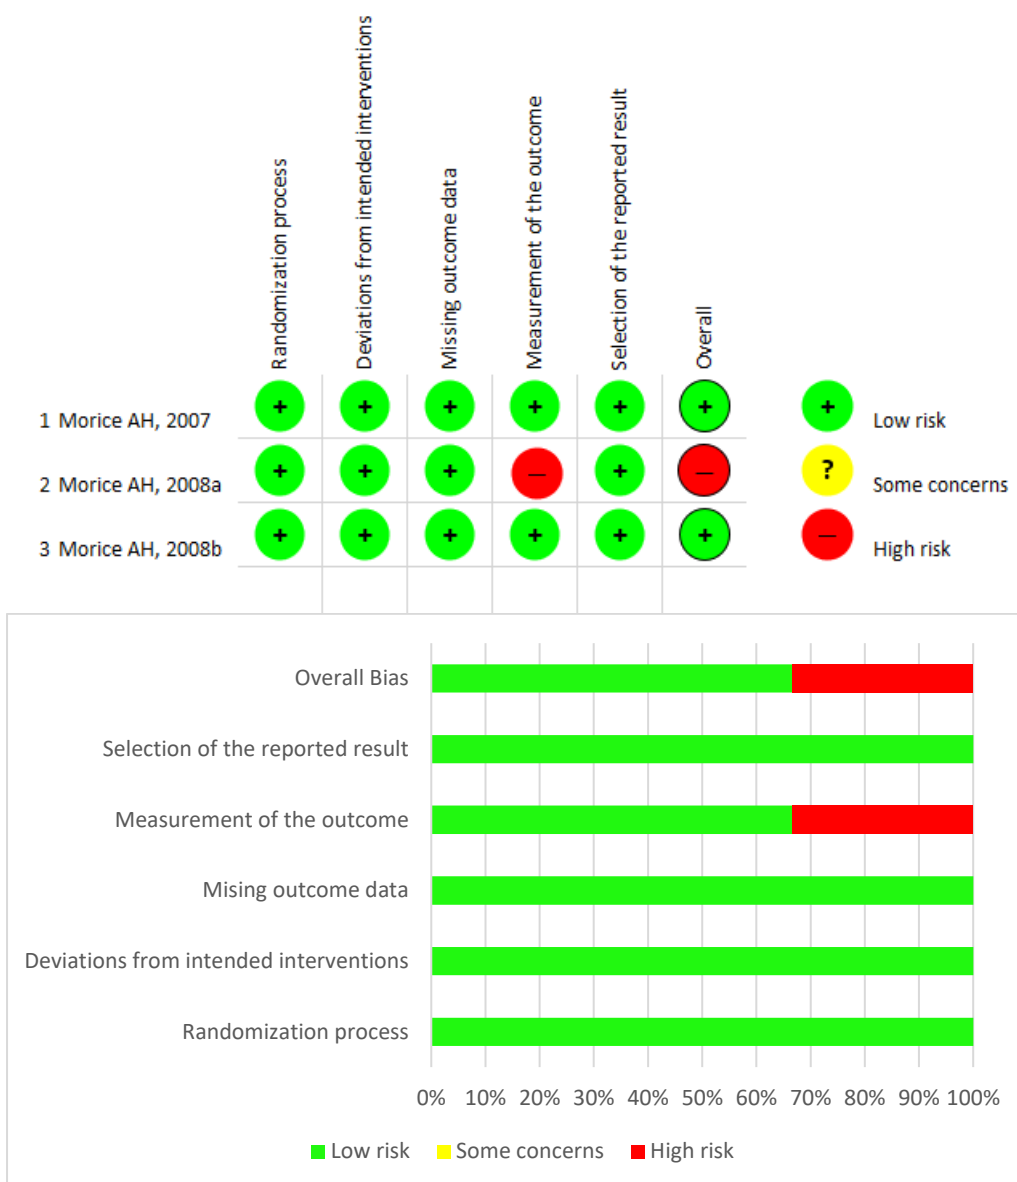 Randomization process
Deviations from intended interventions
Missing outcome data
Measurement of the outcome
Selection of the reported result
Overall
1 Morice AH, 2007 + + + + + + + Low risk
2 Morice AH, 2008a + + + — + — ? Some concerns
3 Morice AH, 2008b + + + + + + — High risk
Overall Bias
Selection of the reported result
Measurement of the outcome
Mising outcome data
Deviations from intended interventions
Randomization process
0% 10% 20% 30% 40% 50% 60% 70% 80% 90% 100%
Low risk Some concerns High risk